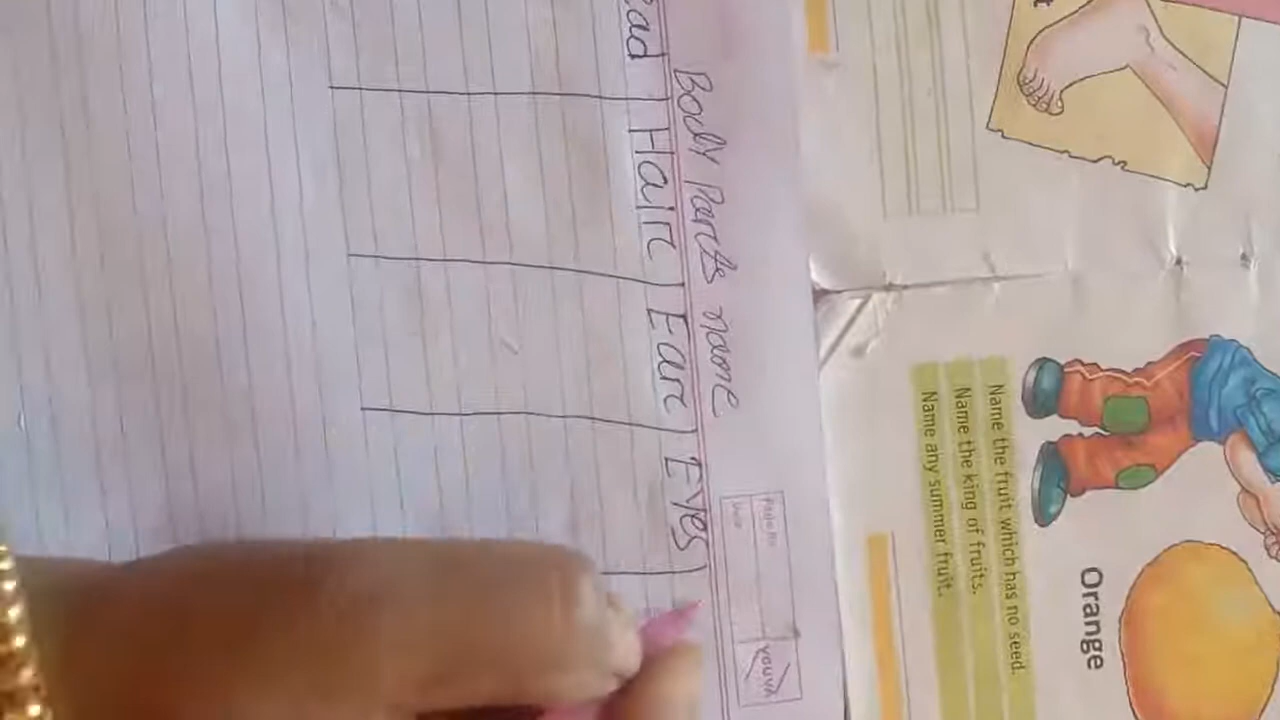 Body Parts name
Hair Ear Eyes
youva
Name the fruit which has no seed.
Name the king of fruits.
Name any summer fruit.
Orange